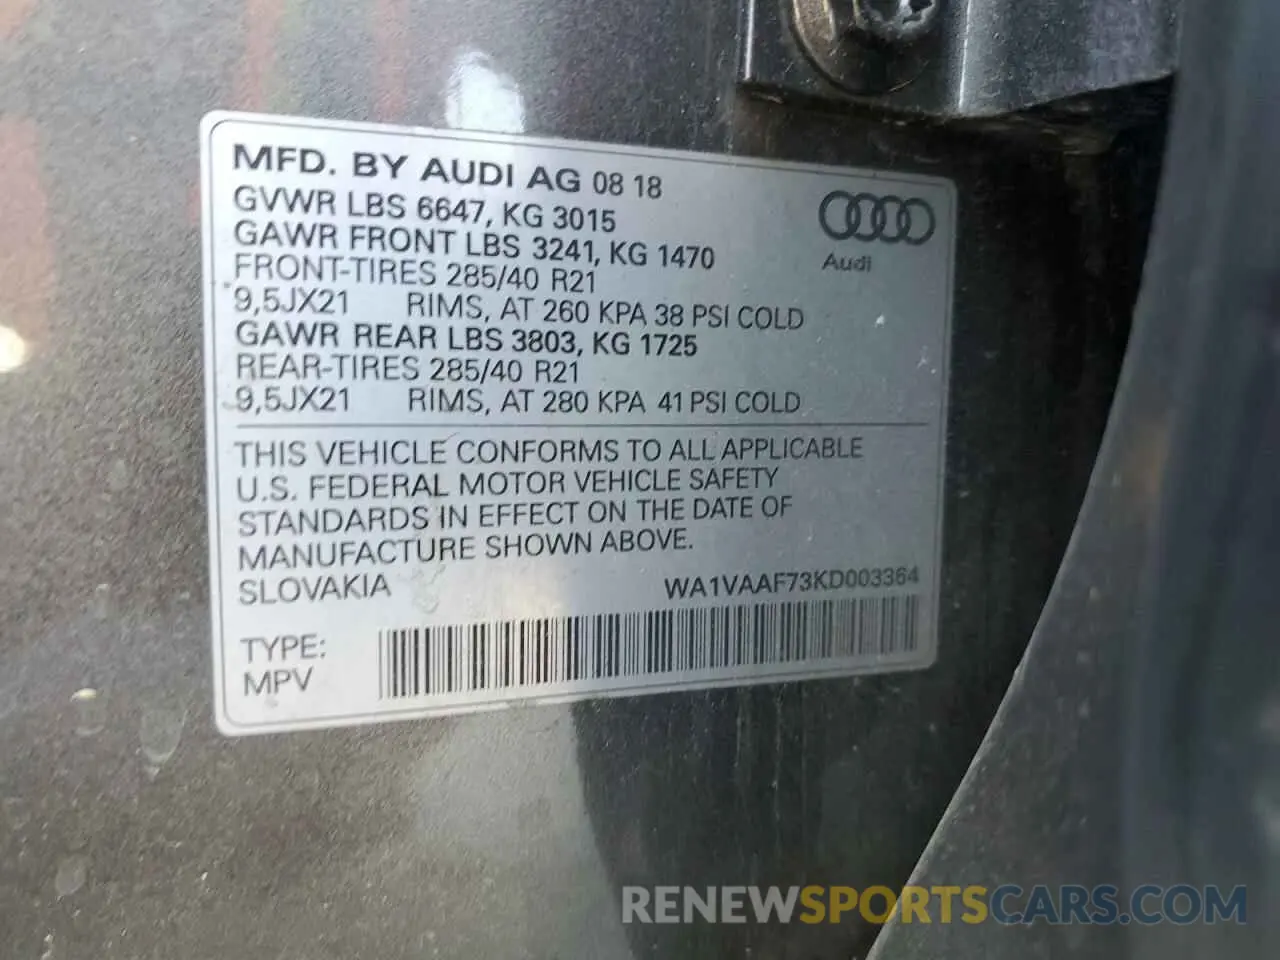 MFD. BY AUDI AG 08 18
GVWR LBS 6647, KG 3015
GAWR FRONT LBS 3241, KG 1470
FRONT-TIRES 285/40 R21
9,5JX21 RIMS, AT 260 KPA 38 PSI COLD
GAWR REAR LBS 3803, KG 1725
REAR-TIRES 285/40 R21
9,5JX21 RIMS, AT 280 KPA 41 PSI COLD
Audi
THIS VEHICLE CONFORMS TO ALL APPLICABLE
U.S. FEDERAL MOTOR VEHICLE SAFETY
STANDARDS IN EFFECT ON THE DATE OF
MANUFACTURE SHOWN ABOVE.
SLOVAKIA WA1VAAF73KD003364
TYPE:
MPV
RENEWSPORTSCARS.COM